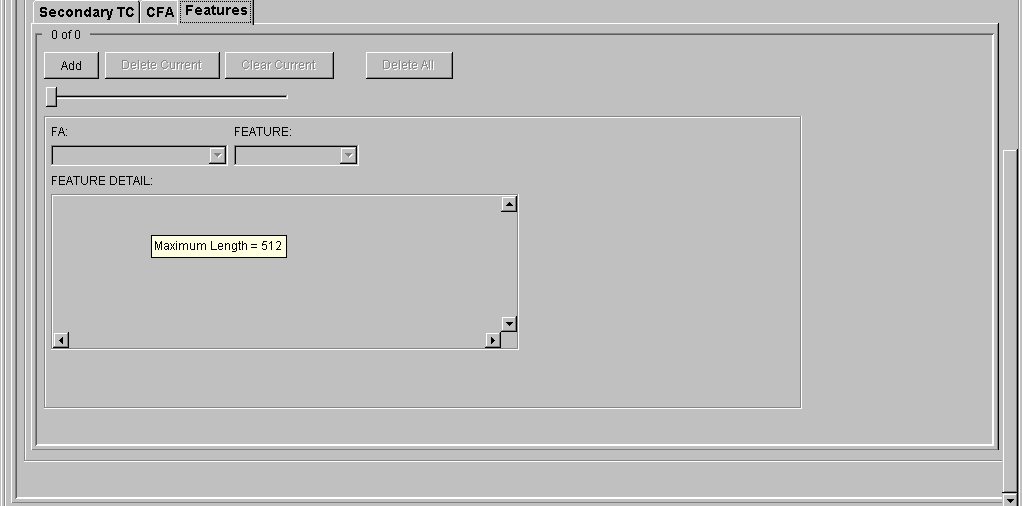 Secondary TC CFA Features
0 of 0
Add Delete Current Clear Current Delete All
FA: FEATURE:
FEATURE DETAIL:
Maximum Length = 512